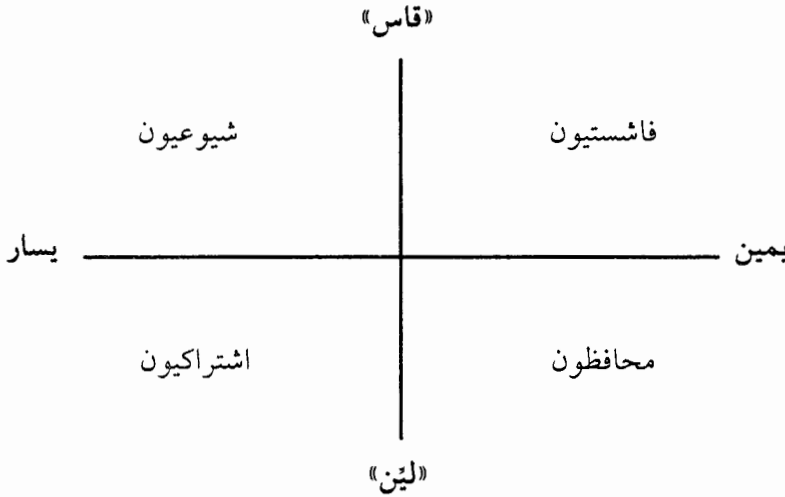 «قاس»
فاشستيون
شيوعيون
يمين
يسار
محافظون
اشتراكيون
«ليّن»